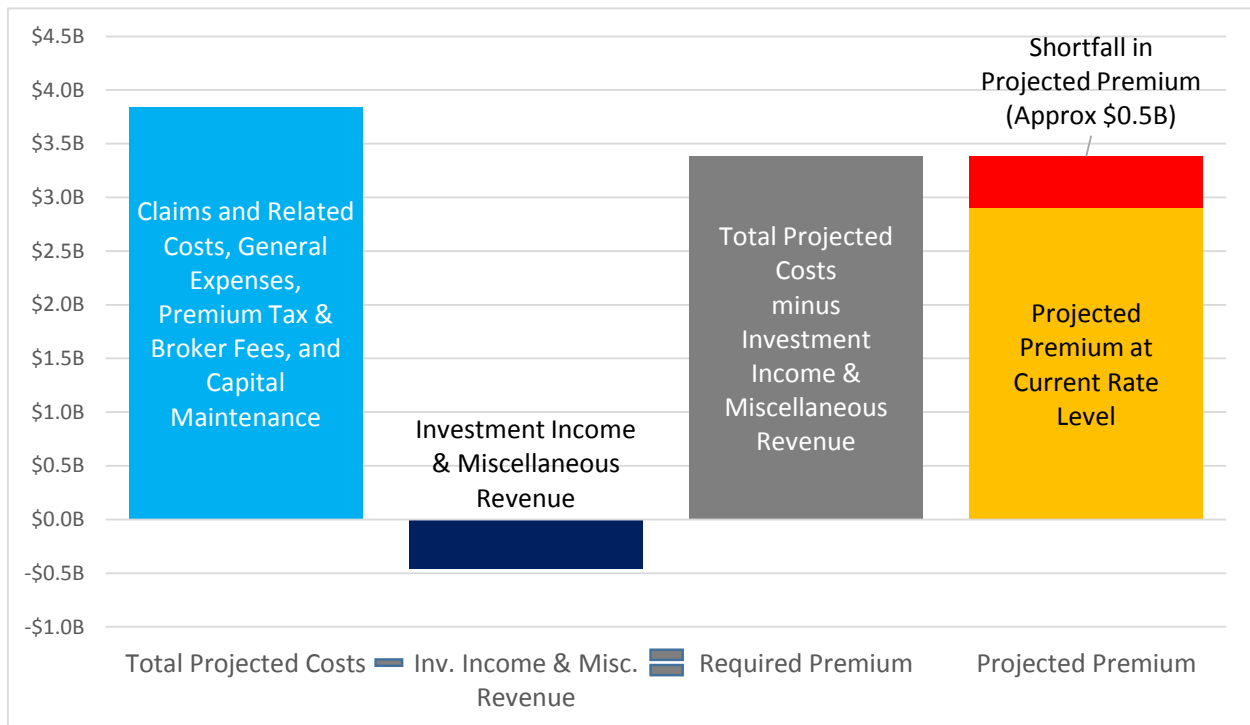 $4.5B
$4.0B
$3.5B
$3.0B
$2.5B
$2.0B
$1.5B
$1.0B
$0.5B
$0.0B
-$0.5B
-$1.0B
Claims and Related
Costs, General
Expenses,
Premium Tax &
Broker Fees, and
Capital
Maintenance
Investment Income
& Miscellaneous
Revenue
Total Projected
Costs
minus
Investment
Income &
Miscellaneous
Revenue
Shortfall in
Projected Premium
(Approx $0.5B)
Projected
Premium at
Current Rate
Level
Total Projected Costs
Inv. Income & Misc.
Revenue
Required Premium
Projected Premium